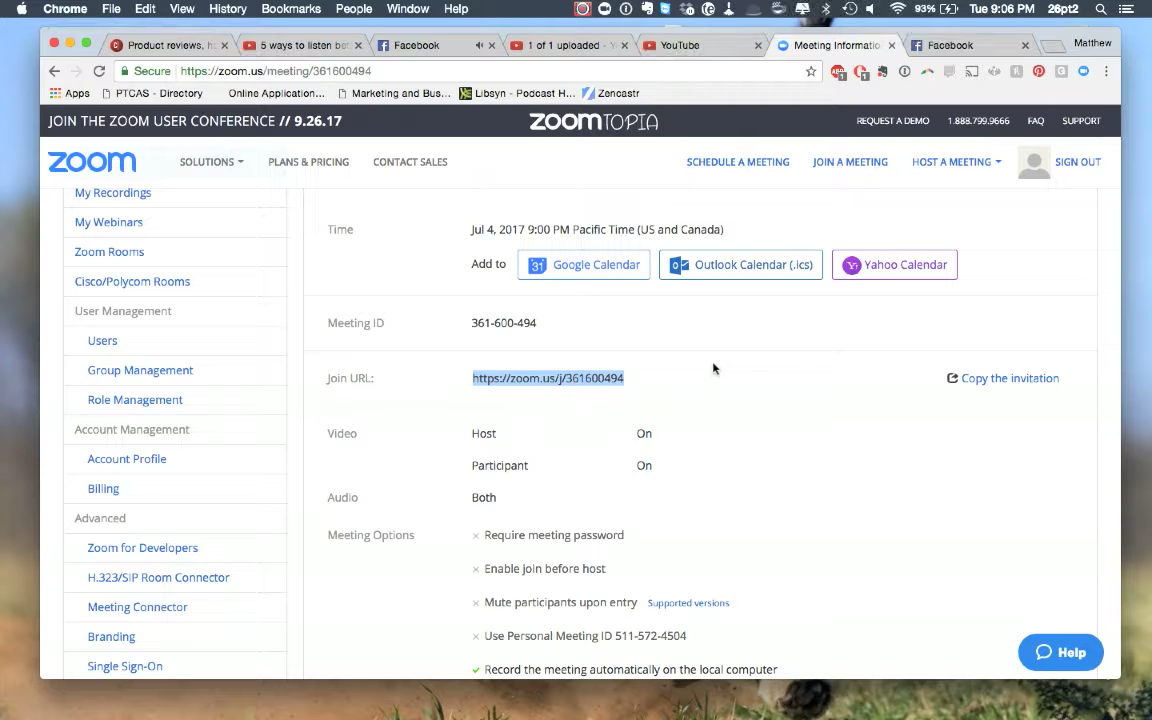 Chrome File Edit View History Bookmarks People Window Help 93% Tue 9:06 PM 26pt2
Product reviews, h 5 ways to listen be Facebook 1 of 1 uploaded - Y YouTube Meeting Informatio Facebook Matthew
Secure https://zoom.us/meeting/361600494
Apps PTCAS - Directory Online Application... Marketing and Bus... Libsyn - Podcast H... Zencastr
JOIN THE ZOOM USER CONFERENCE // 9.26.17 ZOOMTOPIA REQUEST A DEMO 1.888.799.9666 FAQ SUPPORT
zoom SOLUTIONS PLANS & PRICING CONTACT SALES SCHEDULE A MEETING JOIN A MEETING HOST A MEETING SIGN OUT
My Recordings
My Webinars
Zoom Rooms
Cisco/Polycom Rooms
User Management
Users
Group Management
Role Management
Account Management
Account Profile
Billing
Advanced
Zoom for Developers
H.323/SIP Room Connector
Meeting Connector
Branding
Single Sign-On
Time Jul 4, 2017 9:00 PM Pacific Time (US and Canada)
Add to 31 Google Calendar Outlook Calendar (.ics) Yahoo Calendar
Meeting ID 361-600-494
Join URL: https://zoom.us/j/361600494 Copy the invitation
Video Host On
Participant On
Audio Both
Meeting Options × Require meeting password
× Enable join before host
× Mute participants upon entry Supported versions
× Use Personal Meeting ID 511-572-4504
✓ Record the meeting automatically on the local computer
Help